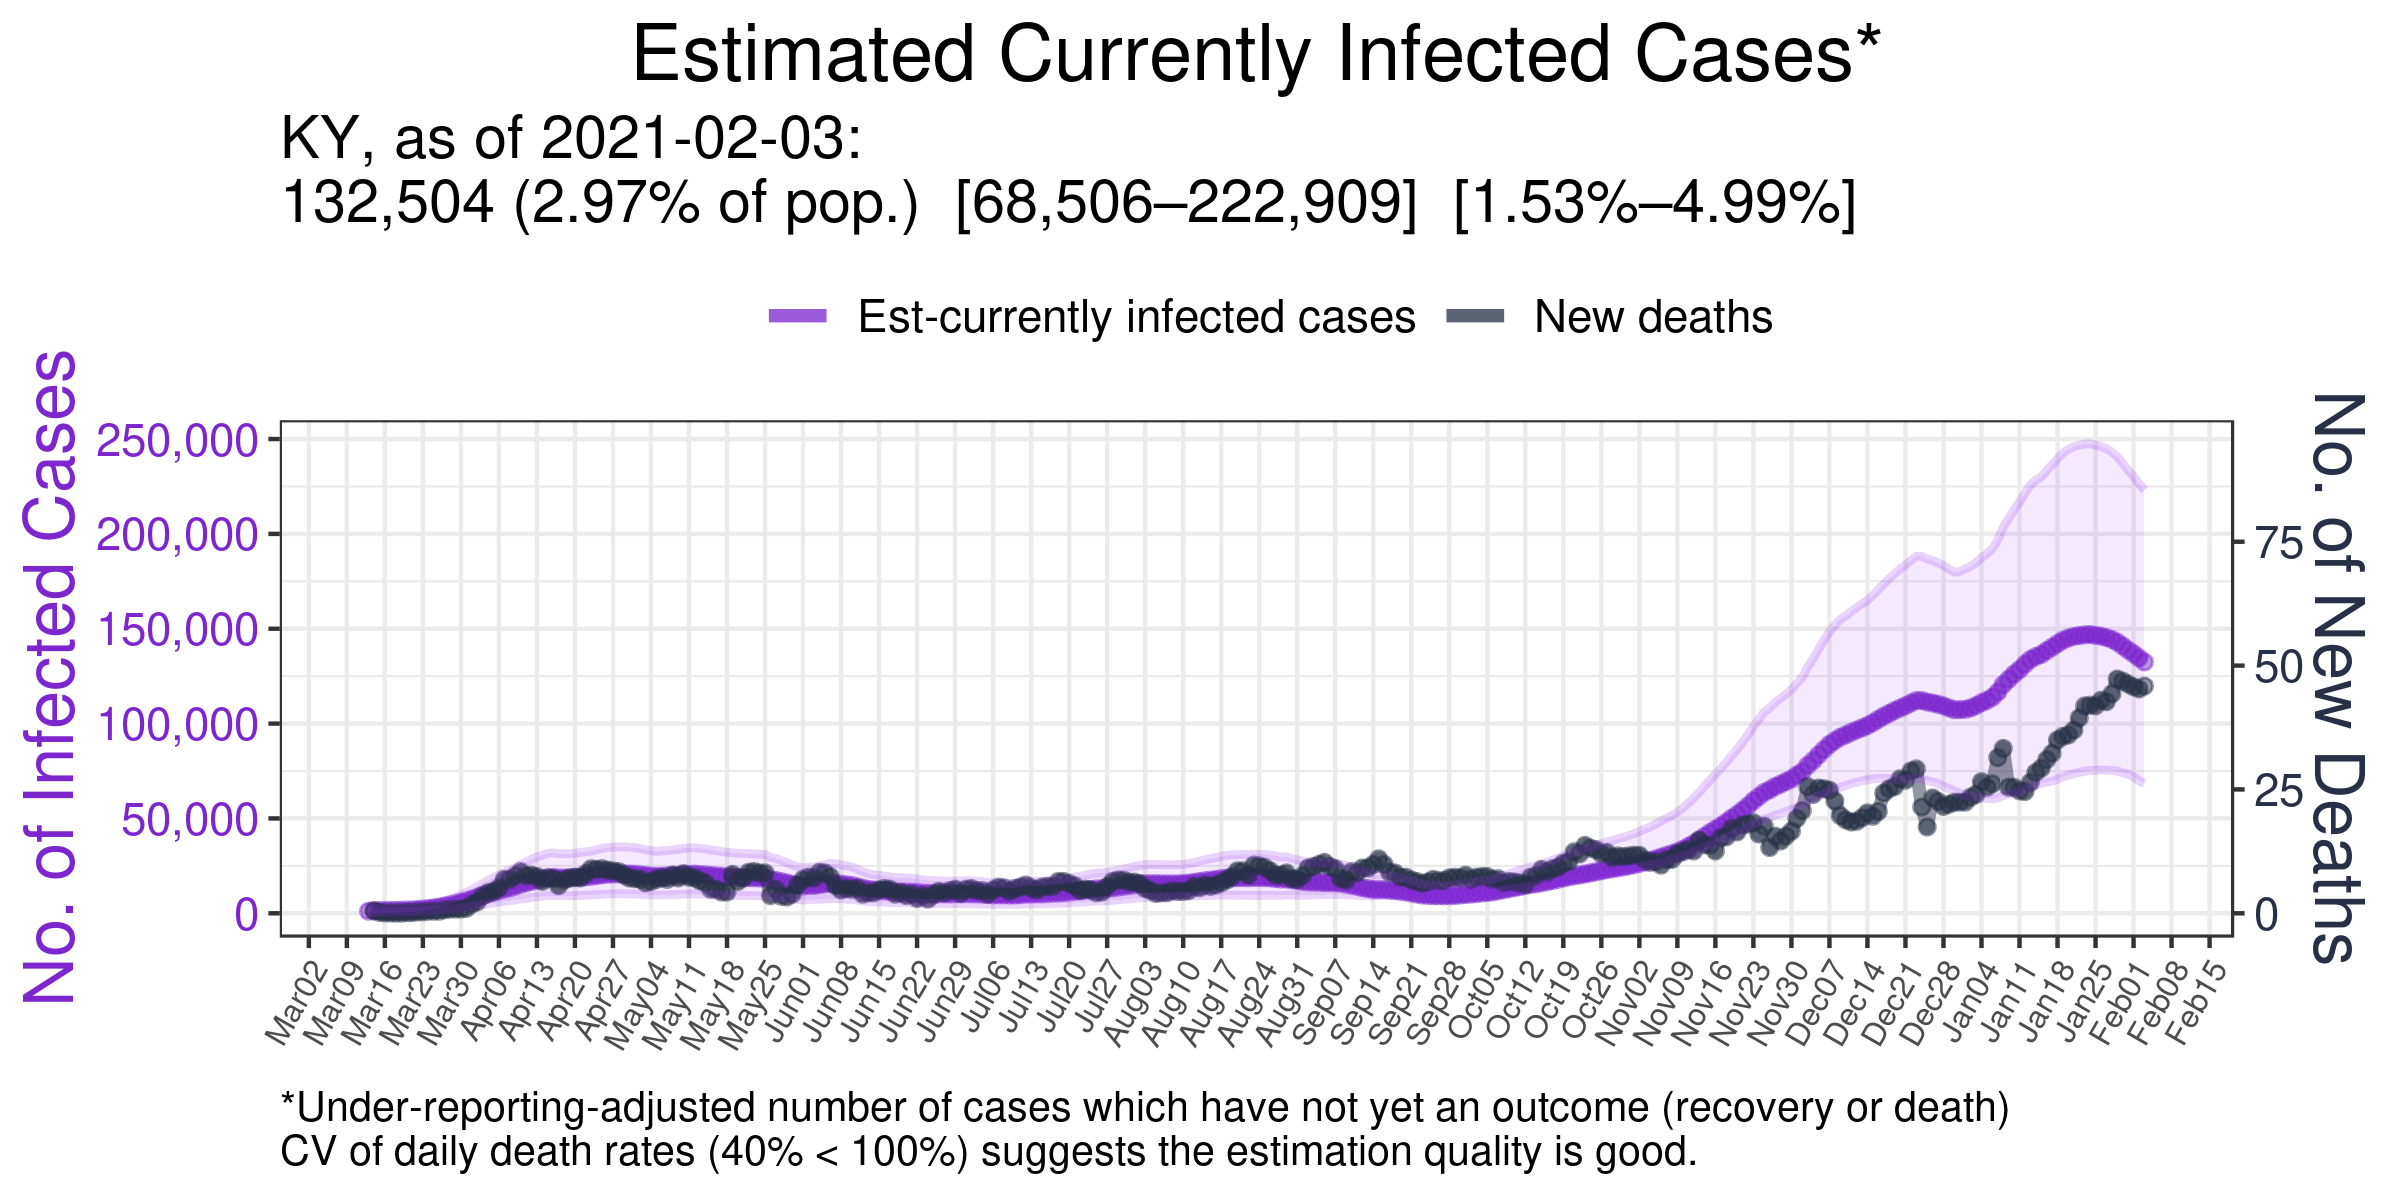 Estimated Currently Infected Cases*
KY, as of 2021-02-03:
132,504 (2.97% of pop.)  [68,506–222,909]  [1.53%–4.99%]
Est-currently infected cases
New deaths
No. of Infected Cases
250,000
200,000
150,000
100,000
50,000
0
75
50
25
0
No. of New Deaths
Mar02
Mar09
Mar16
Mar23
Mar30
Apr06
Apr13
Apr20
Apr27
May04
May11
May18
May25
Jun01
Jun08
Jun15
Jun22
Jun29
Jul06
Jul13
Jul20
Jul27
Aug03
Aug10
Aug17
Aug24
Aug31
Sep07
Sep14
Sep21
Sep28
Oct05
Oct12
Oct19
Oct26
Nov02
Nov09
Nov16
Nov23
Nov30
Dec07
Dec14
Dec21
Dec28
Jan04
Jan11
Jan18
Jan25
Feb01
Feb08
Feb15
*Under-reporting-adjusted number of cases which have not yet an outcome (recovery or death)
CV of daily death rates (40% < 100%) suggests the estimation quality is good.